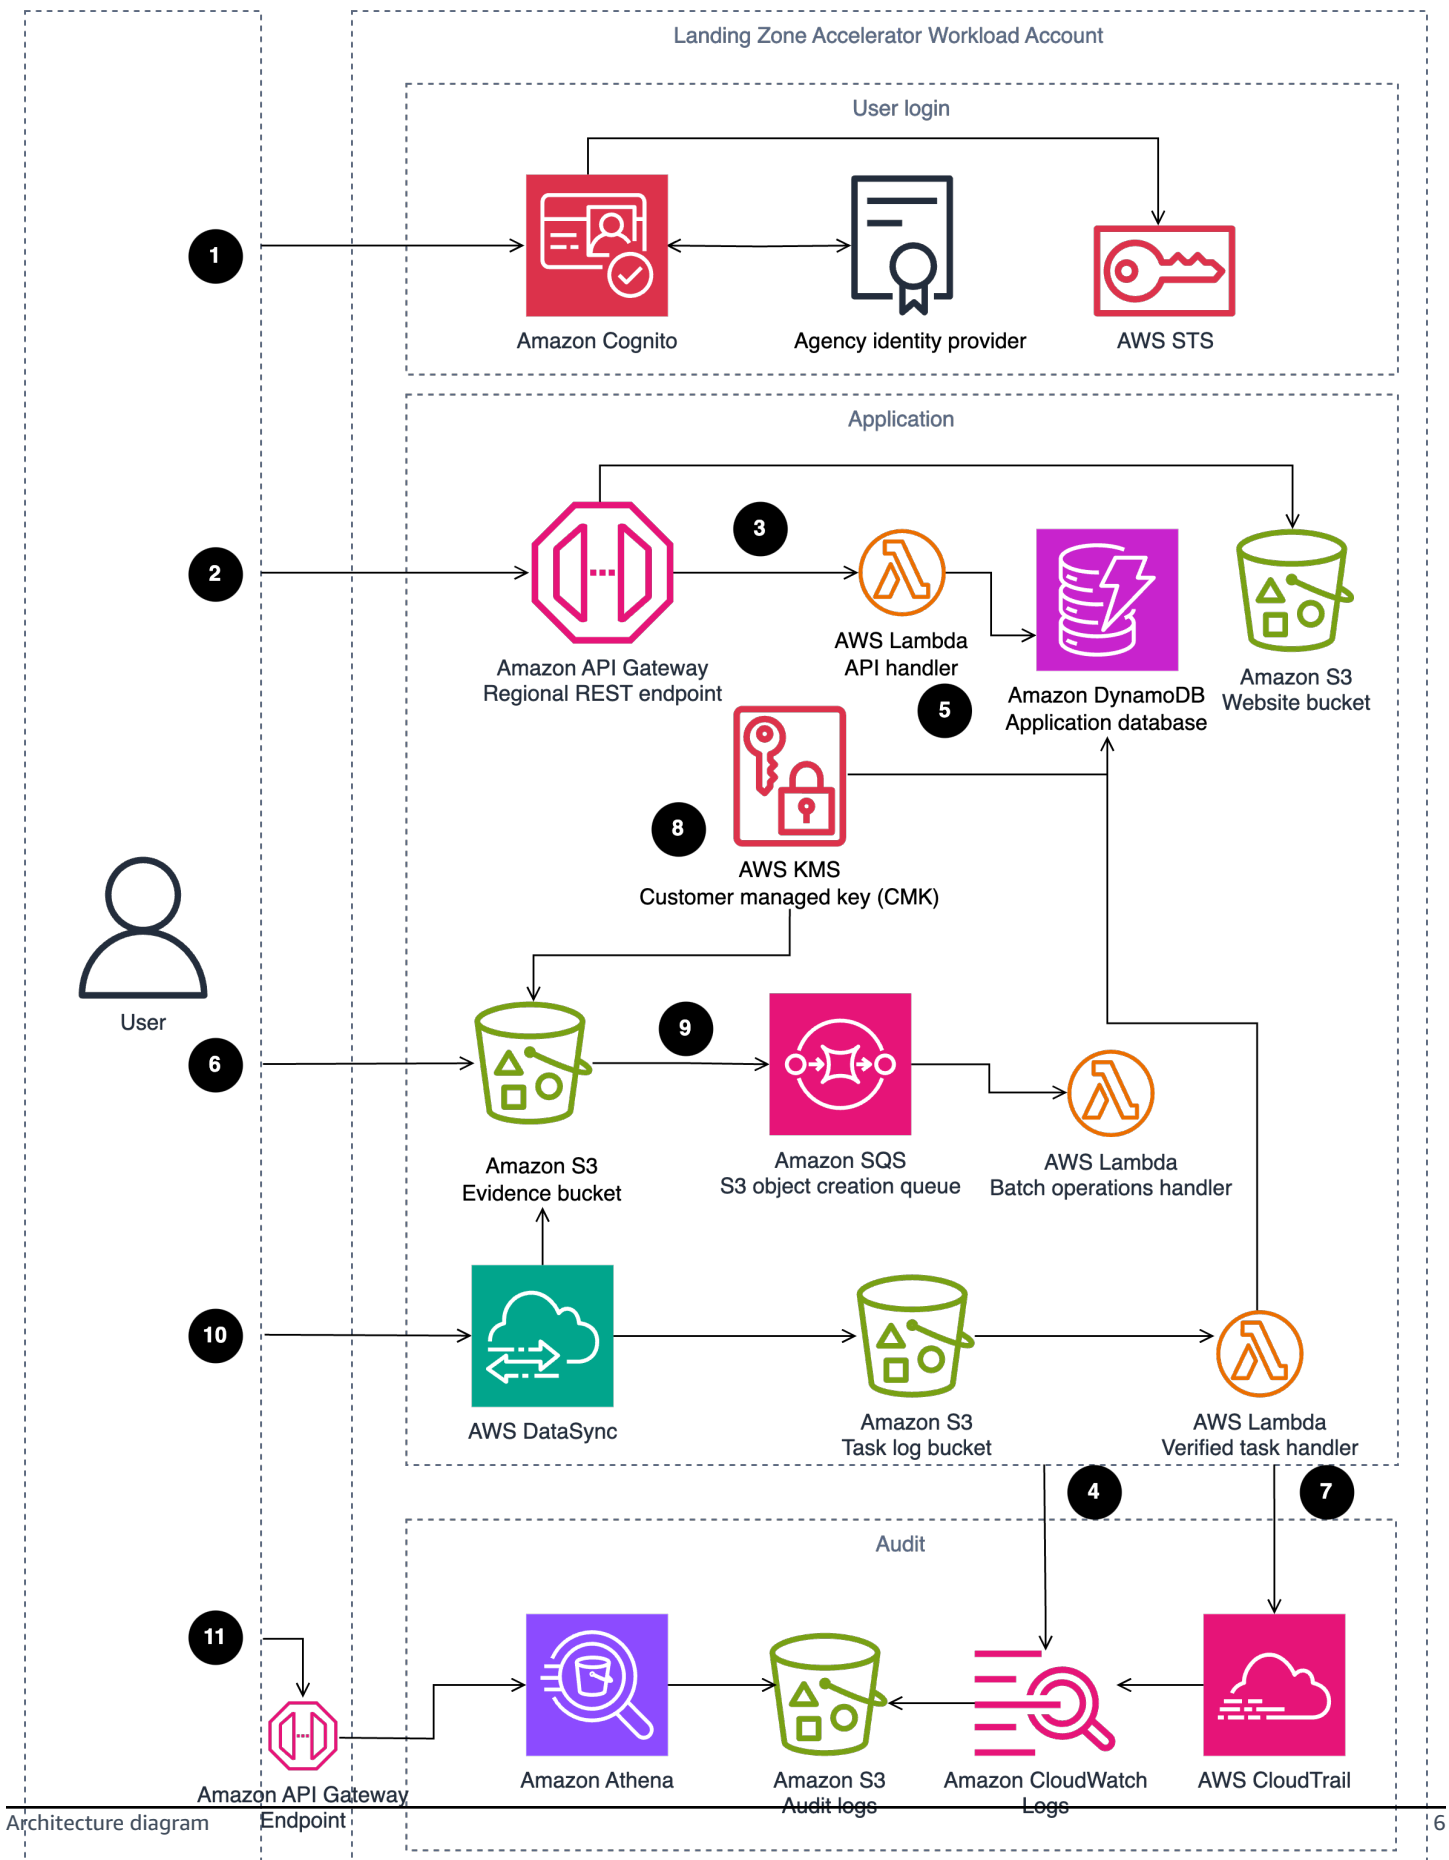 Landing Zone Accelerator Workload Account
User login
1
Amazon Cognito
Agency identity provider
AWS STS
Application
2
3
Amazon API Gateway
Regional REST endpoint
AWS Lambda
API handler
5
Amazon DynamoDB
Application database
Amazon S3
Website bucket
8
AWS KMS
Customer managed key (CMK)
User
6
9
Amazon S3
Evidence bucket
Amazon SQS
S3 object creation queue
AWS Lambda
Batch operations handler
10
AWS DataSync
Amazon S3
Task log bucket
AWS Lambda
Verified task handler
4
7
Audit
11
Amazon API Gateway
Endpoint
Amazon Athena
Amazon S3
Audit logs
Amazon CloudWatch
Logs
AWS CloudTrail
Architecture diagram
6